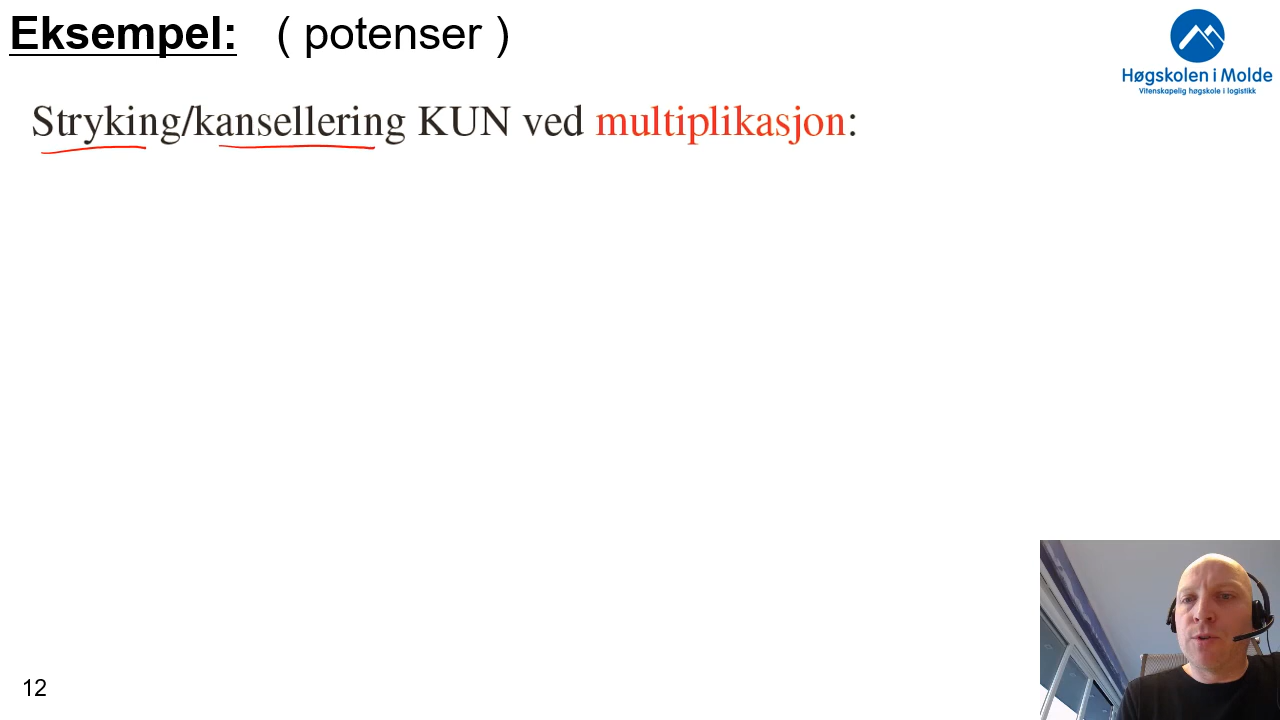 Eksempel: ( potenser )
Høgskolen i Molde
Vitenskapelig høgskole i logistikk
Stryking/kansellering KUN ved multiplikasjon:
12